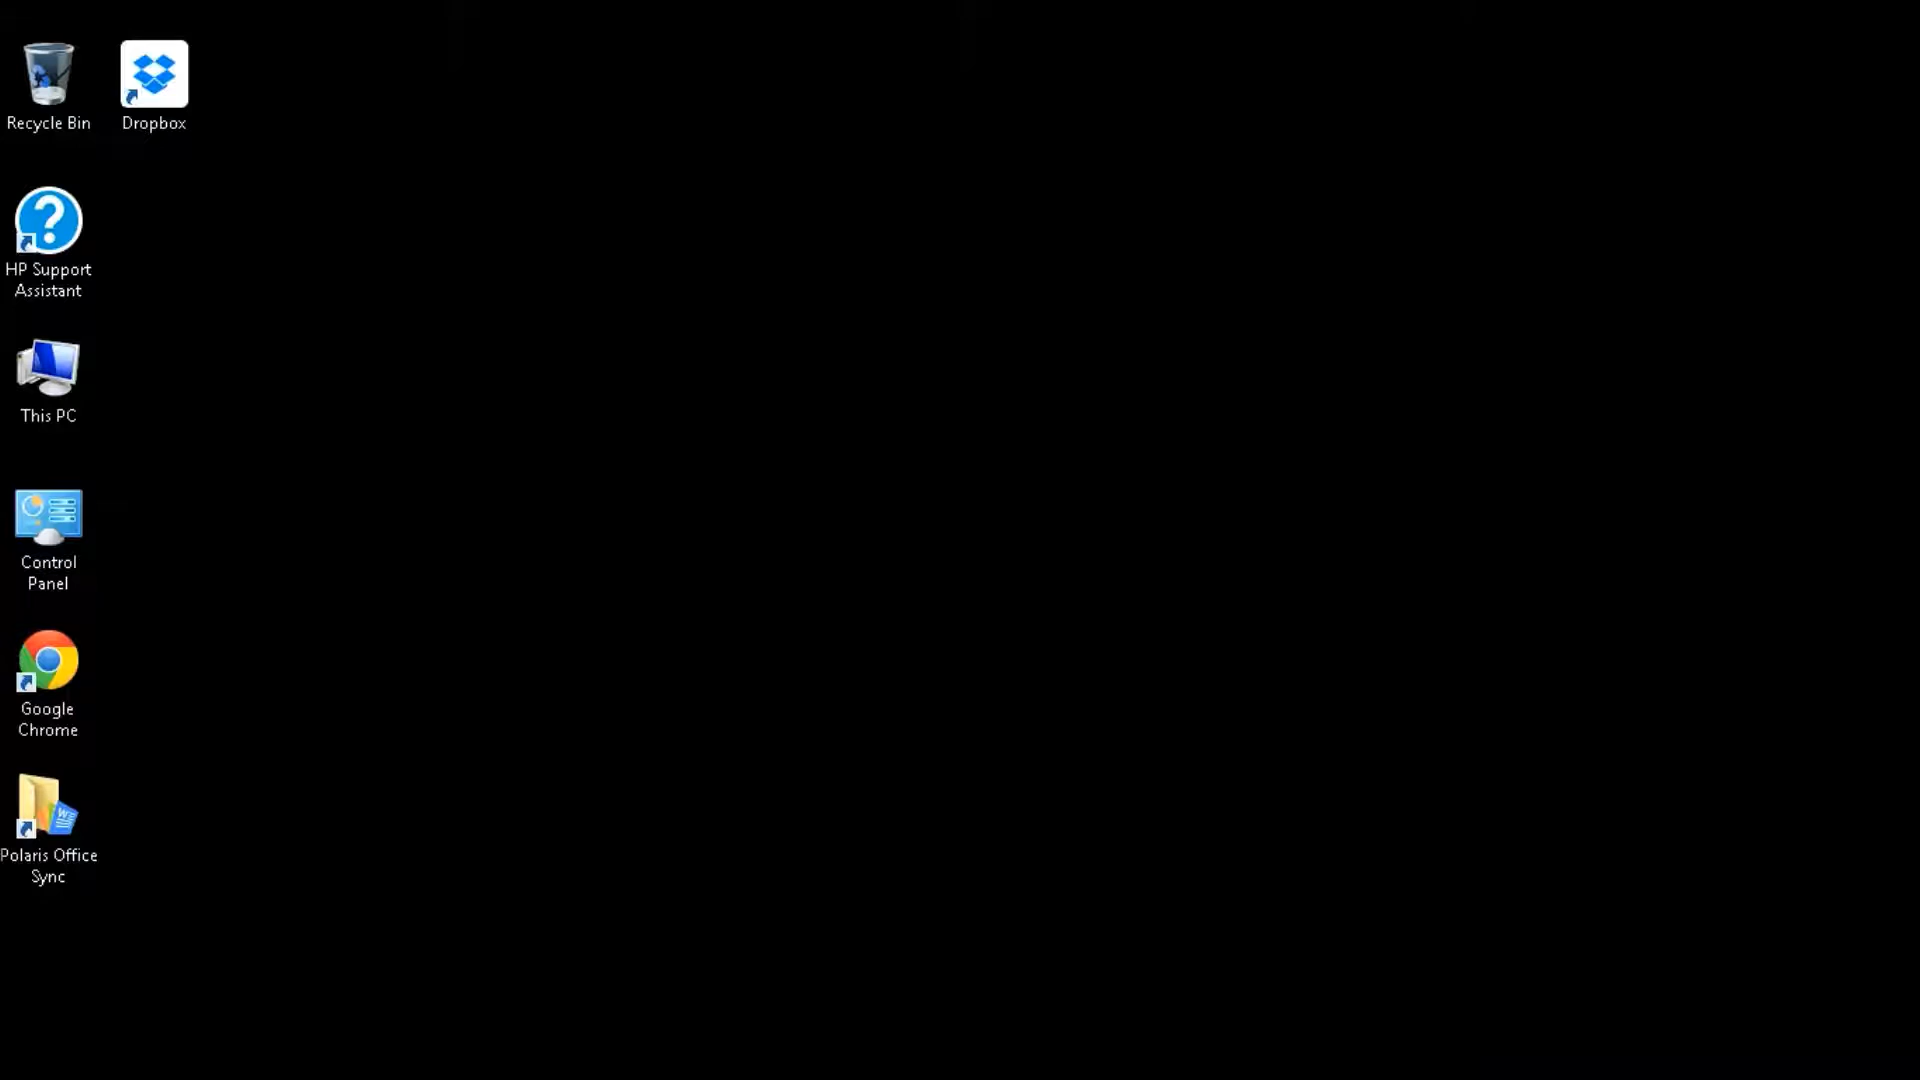 Recycle Bin
Dropbox
HP Support
Assistant
This PC
Control
Panel
Google
Chrome
Polaris Office
Sync